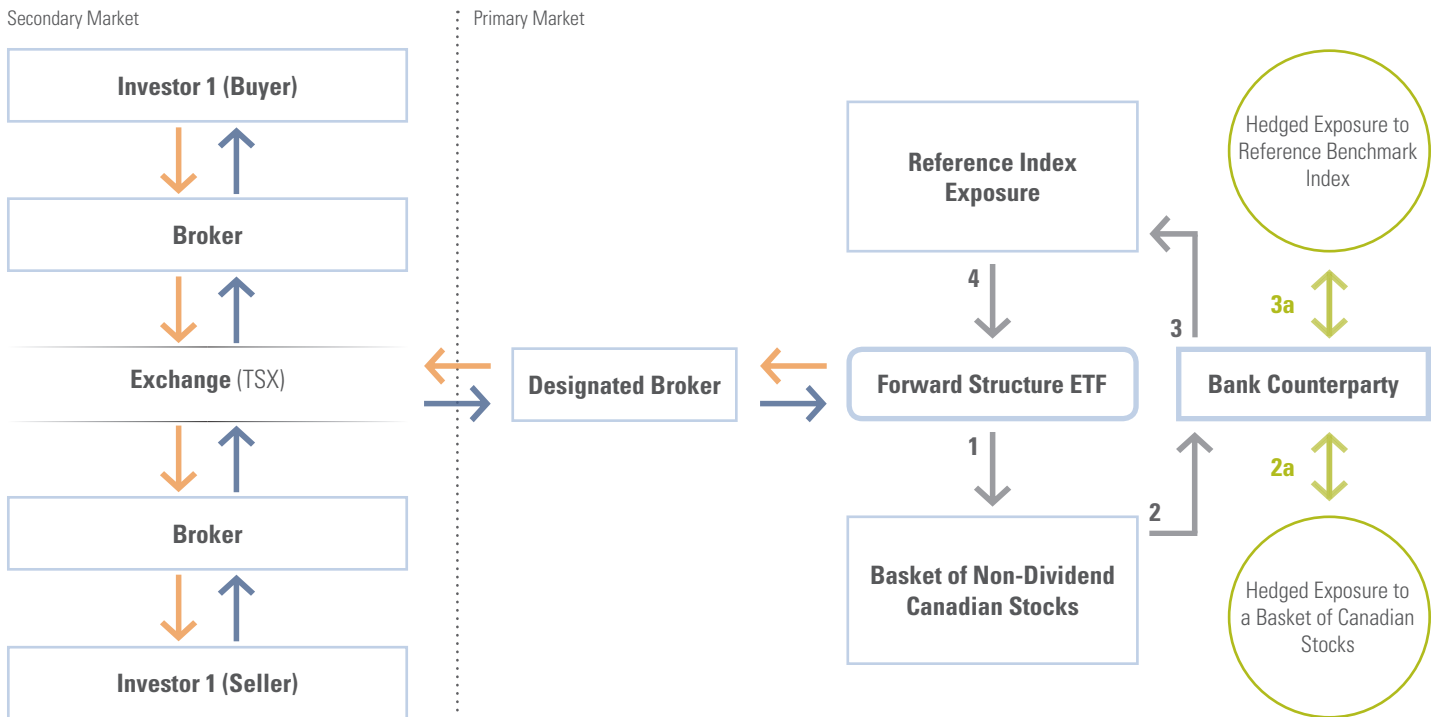 Secondary Market
Primary Market
Investor 1 (Buyer)
Broker
Exchange (TSX)
Broker
Investor 1 (Seller)
Designated Broker
Reference Index
Exposure
4
Forward Structure ETF
1
Basket of Non-Dividend
Canadian Stocks
2
3
Hedged Exposure to
Reference Benchmark
Index
3a
Bank Counterparty
2a
Hedged Exposure to
a Basket of Canadian
Stocks